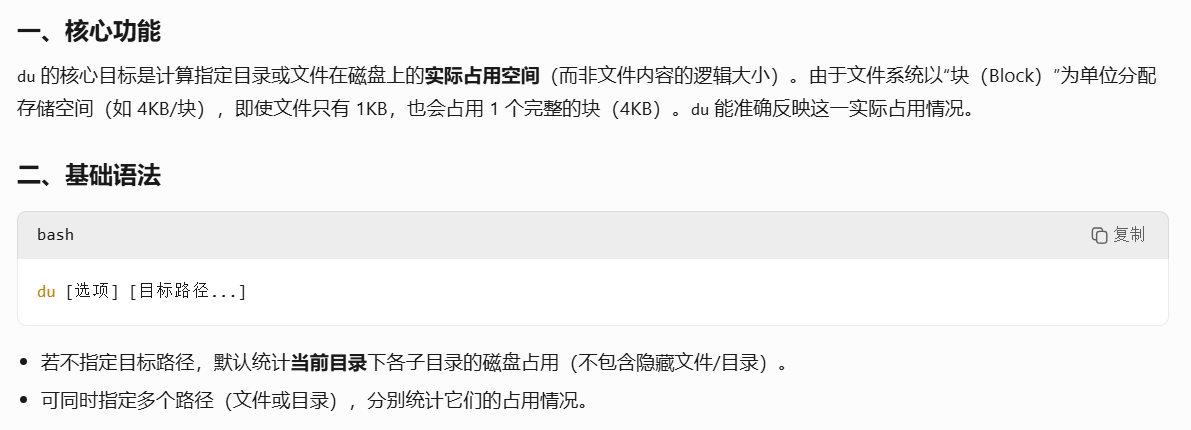 一、核心功能
du 的核心目标是计算指定目录或文件在磁盘上的实际占用空间（而非文件内容的逻辑大小）。由于文件系统以“块（Block）”为单位分配
存储空间（如 4KB/块），即使文件只有 1KB，也会占用 1 个完整的块（4KB）。du 能准确反映这一实际占用情况。
二、基础语法
bash
复制
du [选项] [目标路径...]
若不指定目标路径，默认统计当前目录下各子目录的磁盘占用（不包含隐藏文件/目录）。
可同时指定多个路径（文件或目录），分别统计它们的占用情况。